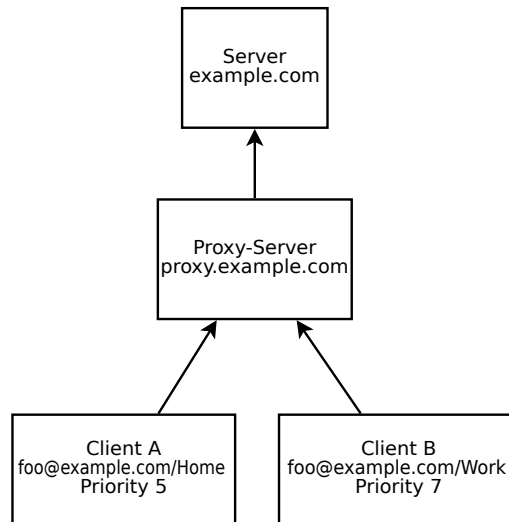 Server
example.com
Proxy-Server
proxy.example.com
Client A
foo@example.com/Home
Priority 5
Client B
foo@example.com/Work
Priority 7